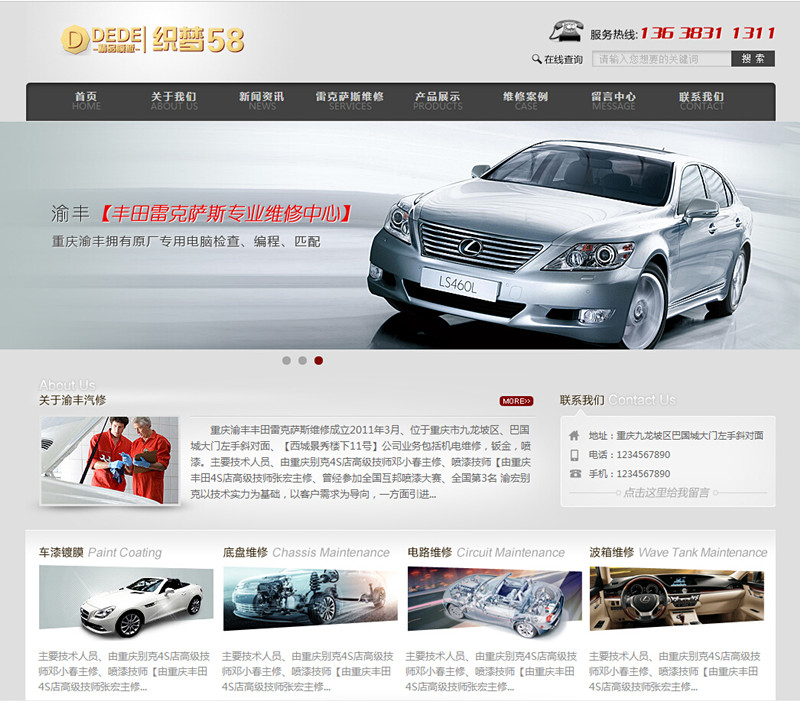 DEDE 织梦58
-精品模板-
服务热线:136 3831 1311
在线查询 请输入您想要的关键词 搜 索
首页 关于我们 新闻资讯 雷克萨斯维修 产品展示 维修案例 留言中心 联系我们
HOME ABOUT US NEWS SERVICES PRODUCTS CASE MESSAGE CONTACT
渝丰【丰田雷克萨斯专业维修中心】
重庆渝丰拥有原厂专用电脑检查、编程、匹配
LS460L
About Us
关于渝丰汽修 MORE>>
重庆渝丰丰田雷克萨斯维修成立2011年3月、位于重庆市九龙坡区、巴国
城大门左手斜对面、【西城景秀楼下11号】公司业务包括机电维修，钣金，喷
漆。主要技术人员、由重庆别克4S店高级技师邓小春主修、喷漆技师【由重庆
丰田4S店高级技师张宏主修、曾经参加全国互邦喷漆大赛、全国第3名 渝宏别
克以技术实力为基础，以客户需求为导向，一方面引进...
联系我们 Contact Us
地址：重庆九龙坡区巴国城大门左手斜对面
电话：1234567890
手机：1234567890
点击这里给我留言
车漆镀膜 Paint Coating
主要技术人员、由重庆别克4S店高级技
师邓小春主修、喷漆技师【由重庆丰田
4S店高级技师张宏主修...
底盘维修 Chassis Maintenance
主要技术人员、由重庆别克4S店高级技
师邓小春主修、喷漆技师【由重庆丰田
4S店高级技师张宏主修...
电路维修 Circuit Maintenance
主要技术人员、由重庆别克4S店高级技
师邓小春主修、喷漆技师【由重庆丰田
4S店高级技师张宏主修...
波箱维修 Wave Tank Maintenance
主要技术人员、由重庆别克4S店高级技
师邓小春主修、喷漆技师【由重庆丰田
4S店高级技师张宏主修...